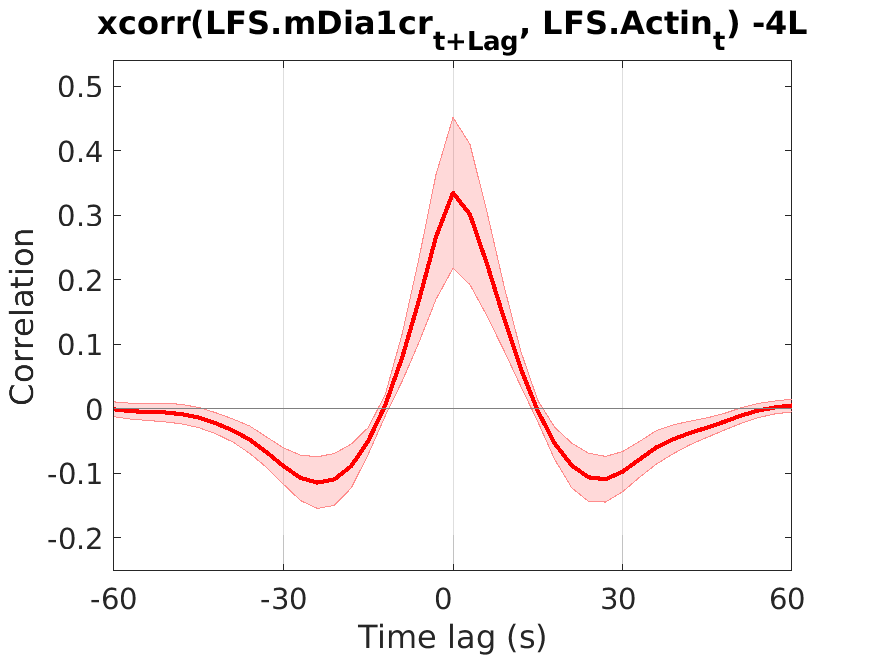 xcorr(LFS.mDia1cr_{t+Lag}, LFS.Actin_t) -4L
0.5
0.4
0.3
0.2
0.1
0
-0.1
-0.2
Correlation
-60 -30 0 30 60
Time lag (s)